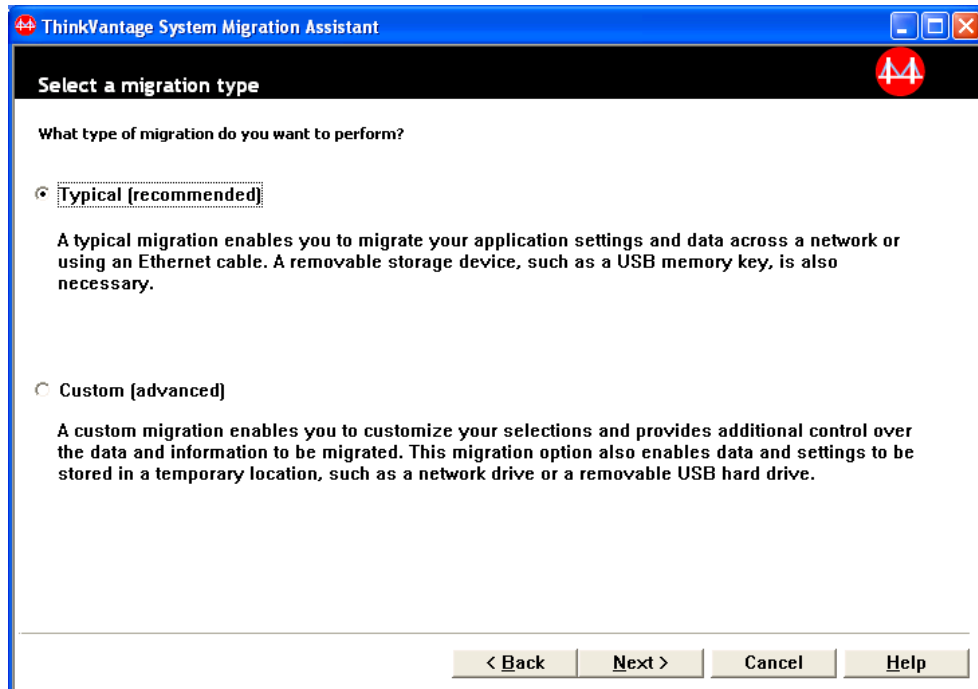 ThinkVantage System Migration Assistant
Select a migration type
What type of migration do you want to perform?
Typical (recommended)
A typical migration enables you to migrate your application settings and data across a network or
using an Ethernet cable. A removable storage device, such as a USB memory key, is also
necessary.
Custom (advanced)
A custom migration enables you to customize your selections and provides additional control over
the data and information to be migrated. This migration option also enables data and settings to be
stored in a temporary location, such as a network drive or a removable USB hard drive.
< Back Next > Cancel Help